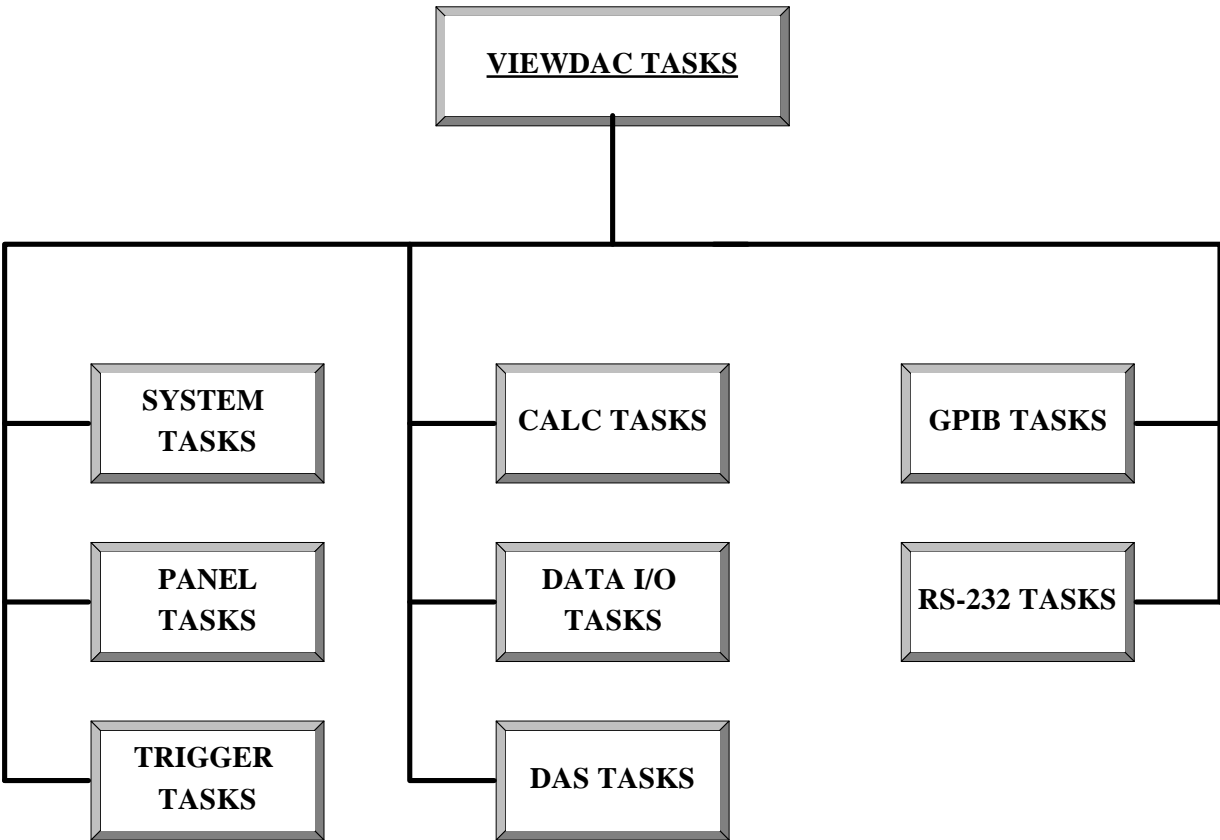 VIEWDAC TASKS
SYSTEM
TASKS
CALC TASKS
GPIB TASKS
PANEL
TASKS
DATA I/O
TASKS
RS-232 TASKS
TRIGGER
TASKS
DAS TASKS